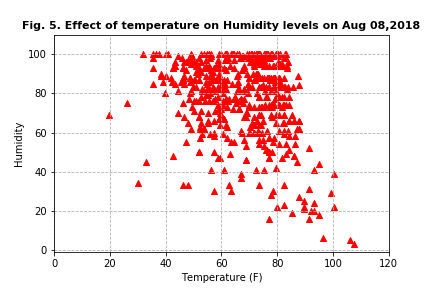 Fig. 5. Effect of temperature on Humidity levels on Aug 08,2018
100
80
60
40
20
0
Humidity
0 20 40 60 80 100 120
Temperature (F)